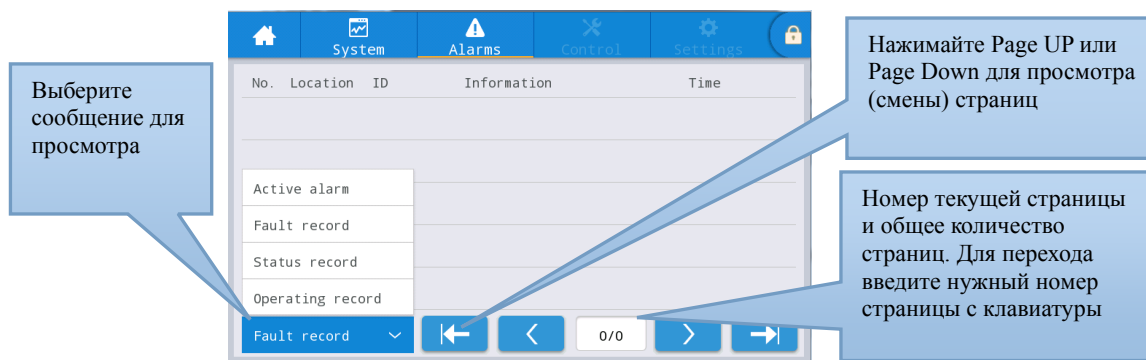 System
Alarms
Control
Settings
No. Location ID Information Time
Active alarm
Fault record
Status record
Operating record
Fault record
0/0
Выберите
сообщение для
просмотра
Нажимайте Page UP или
Page Down для просмотра
(смены) страниц
Номер текущей страницы
и общее количество
страниц. Для перехода
введите нужный номер
страницы с клавиатуры